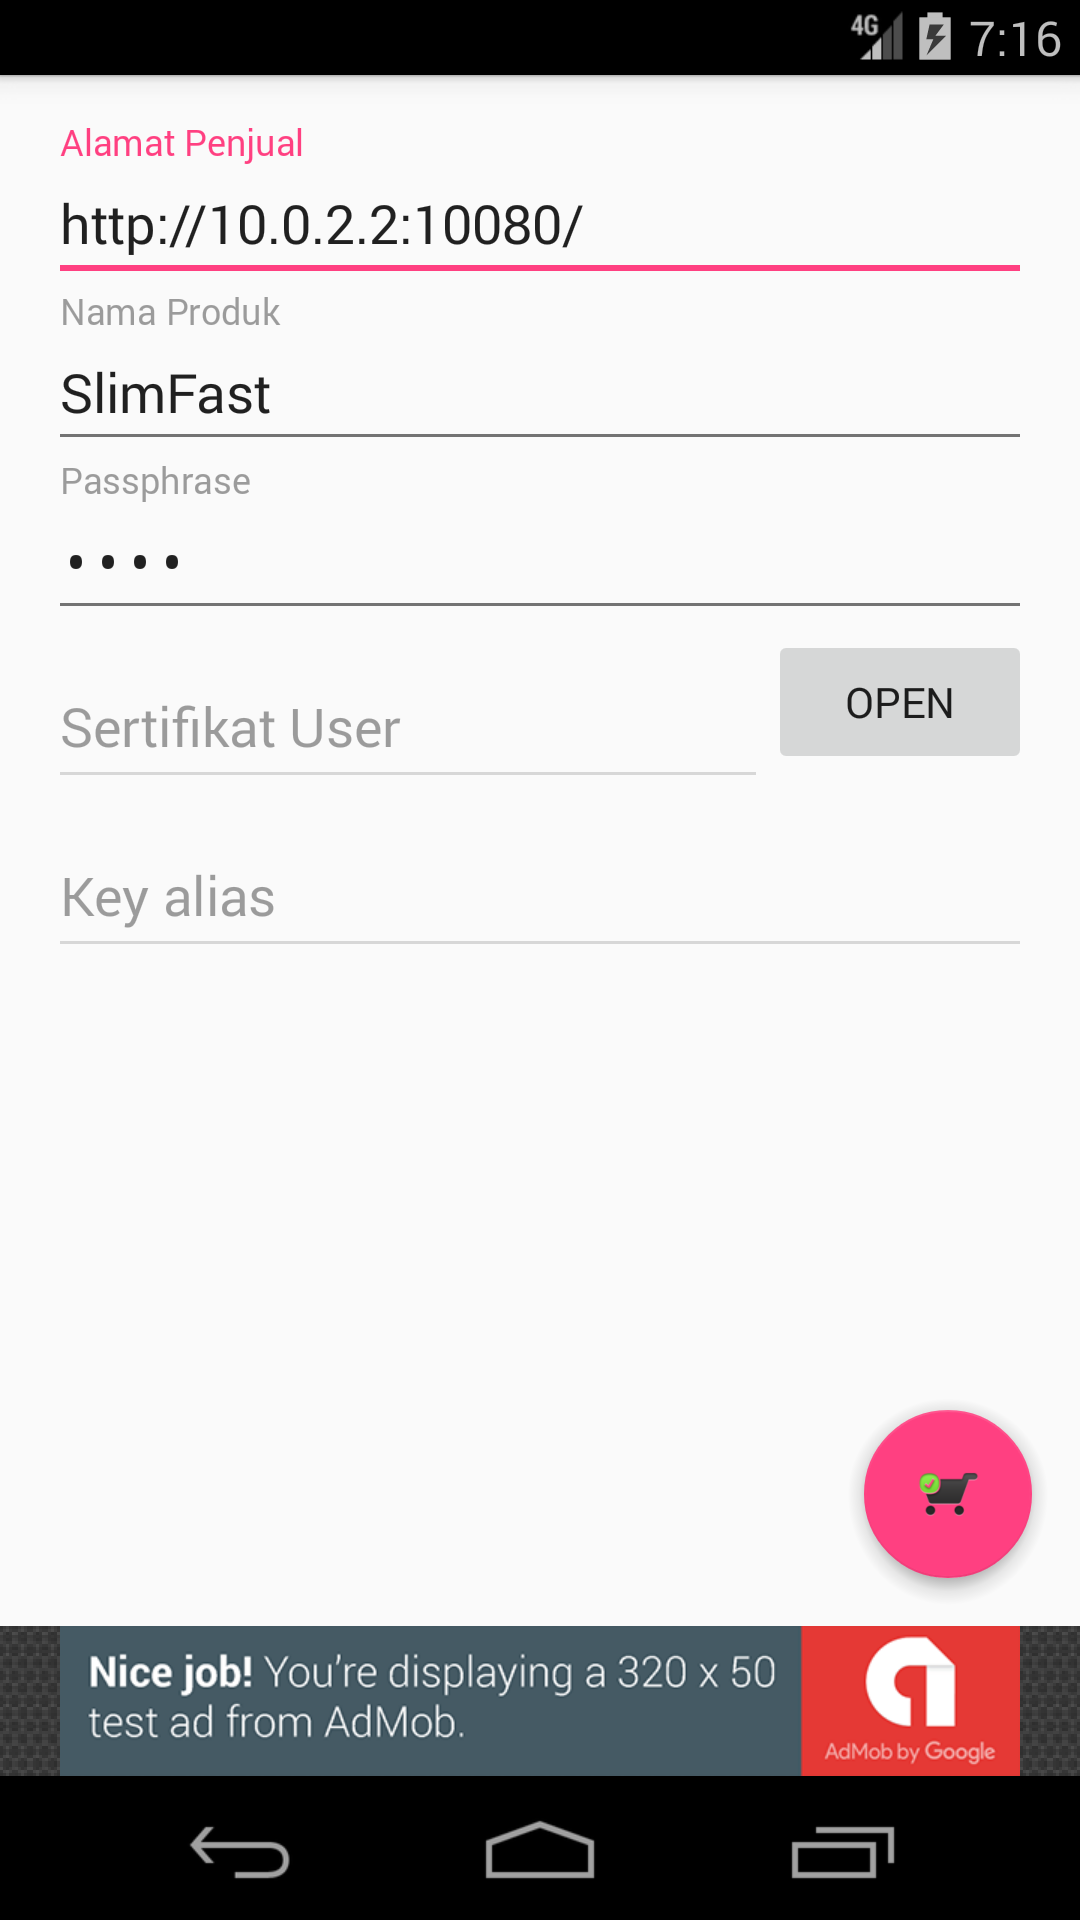 4G 7:16
Alamat Penjual
http://10.0.2.2:10080/
Nama Produk
SlimFast
Passphrase
••••
Sertifikat User
OPEN
Key alias
Nice job! You're displaying a 320 x 50
test ad from AdMob.
AdMob by Google